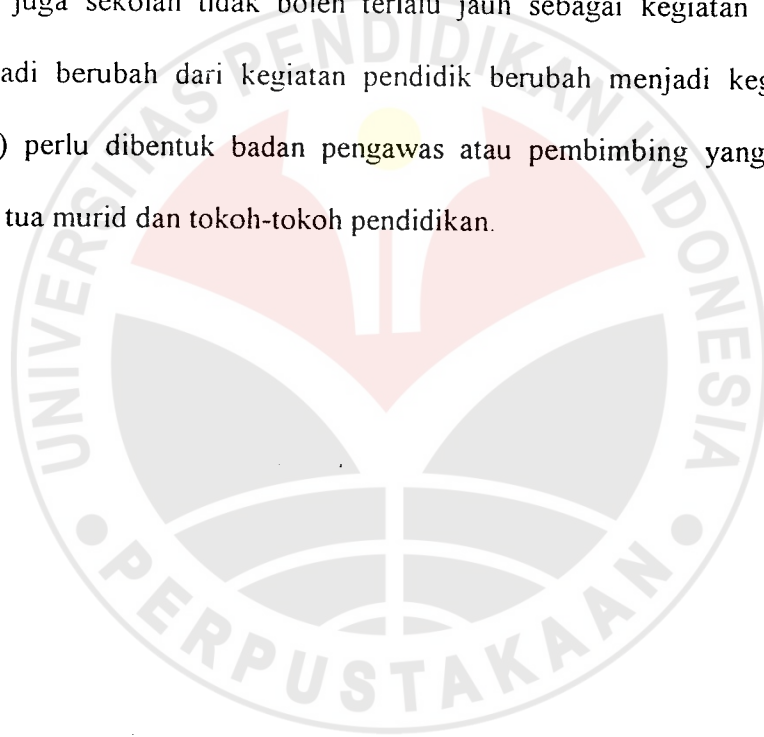 juga sekolah tidak boleh terlalu jauh sebagai kegiatan
adi berubah dari kegiatan pendidik berubah menjadi keg
) perlu dibentuk badan pengawas atau pembimbing yang
tua murid dan tokoh-tokoh pendidikan.
UNIVERSITAS PENDIDIKAN INDONESIA
PERPUSTAKAAN